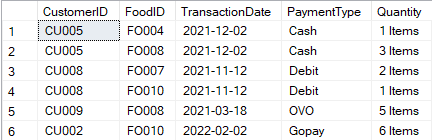 CustomerID FoodID TransactionDate PaymentType Quantity
1 CU005 FO004 2021-12-02 Cash 1 Items
2 CU005 FO008 2021-12-02 Cash 3 Items
3 CU008 FO007 2021-11-12 Debit 2 Items
4 CU008 FO010 2021-11-12 Debit 1 Items
5 CU009 FO008 2021-03-18 OVO 5 Items
6 CU002 FO010 2022-02-02 Gopay 6 Items